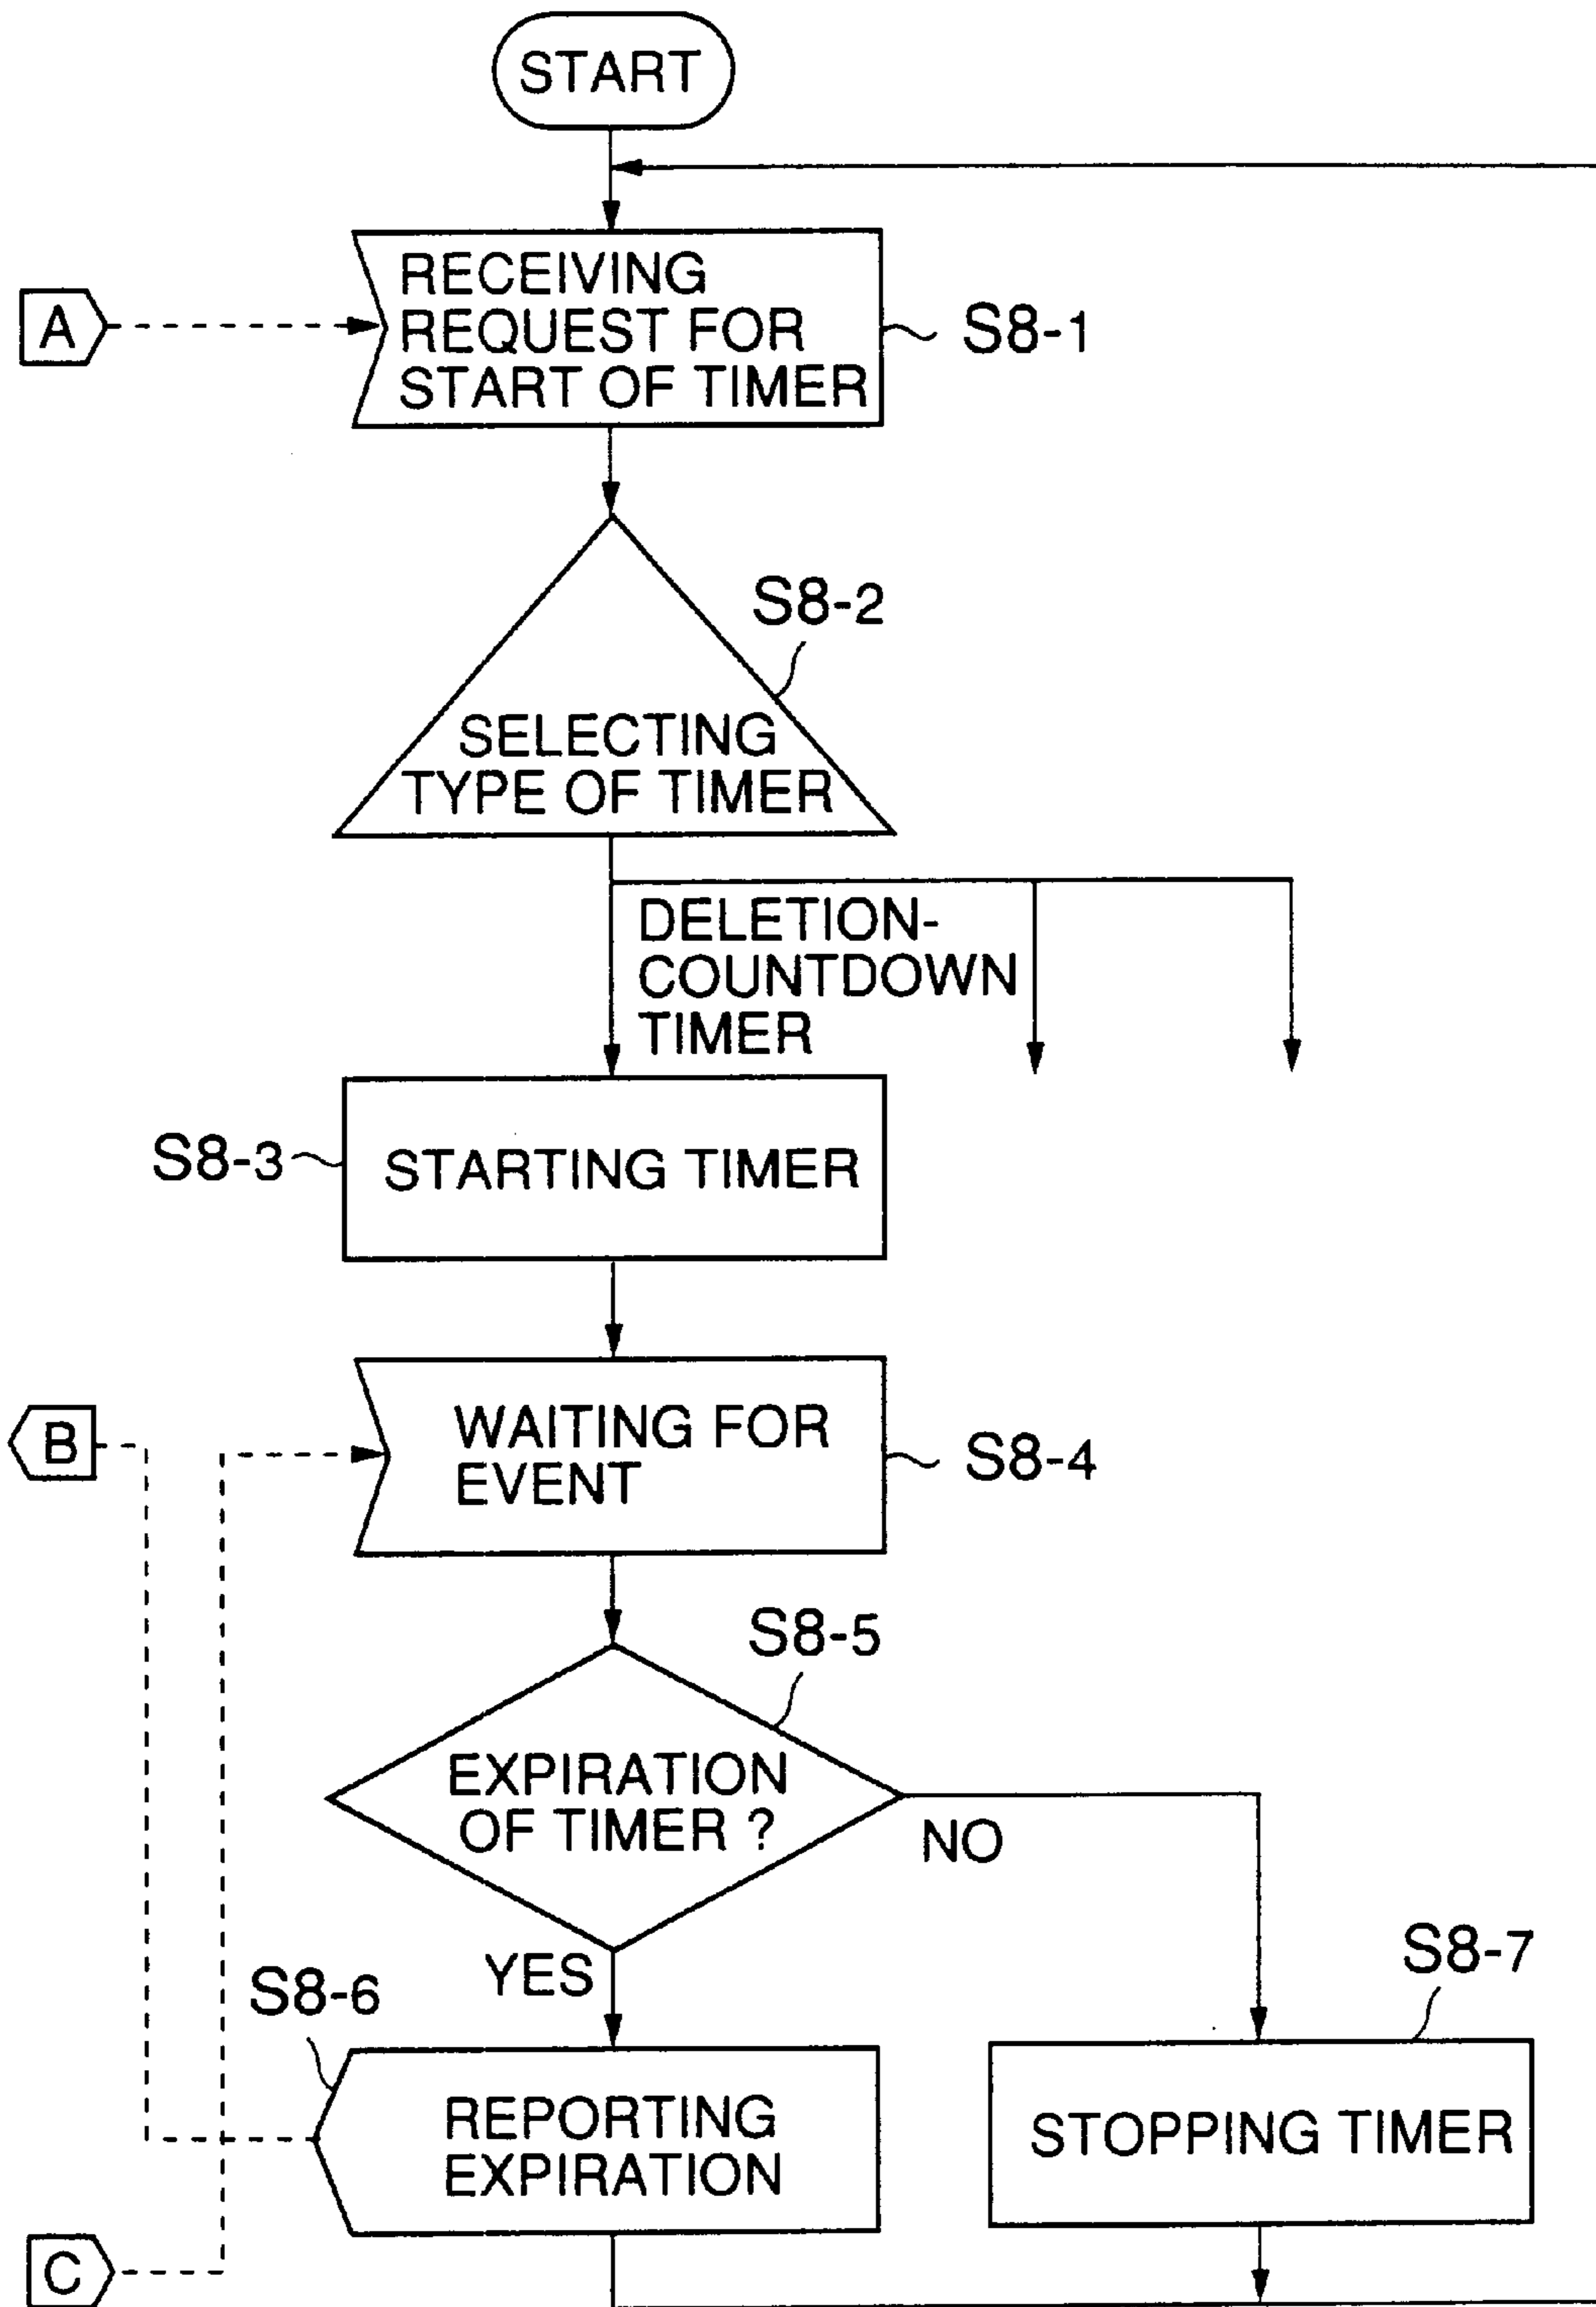 START
A
RECEIVING
REQUEST FOR
START OF TIMER
S8-1
S8-2
SELECTING
TYPE OF TIMER
DELETION-
COUNTDOWN
TIMER
S8-3
STARTING TIMER
B
WAITING FOR
EVENT
S8-4
S8-5
EXPIRATION
OF TIMER ?
NO
YES
S8-6
S8-7
REPORTING
EXPIRATION
STOPPING TIMER
C